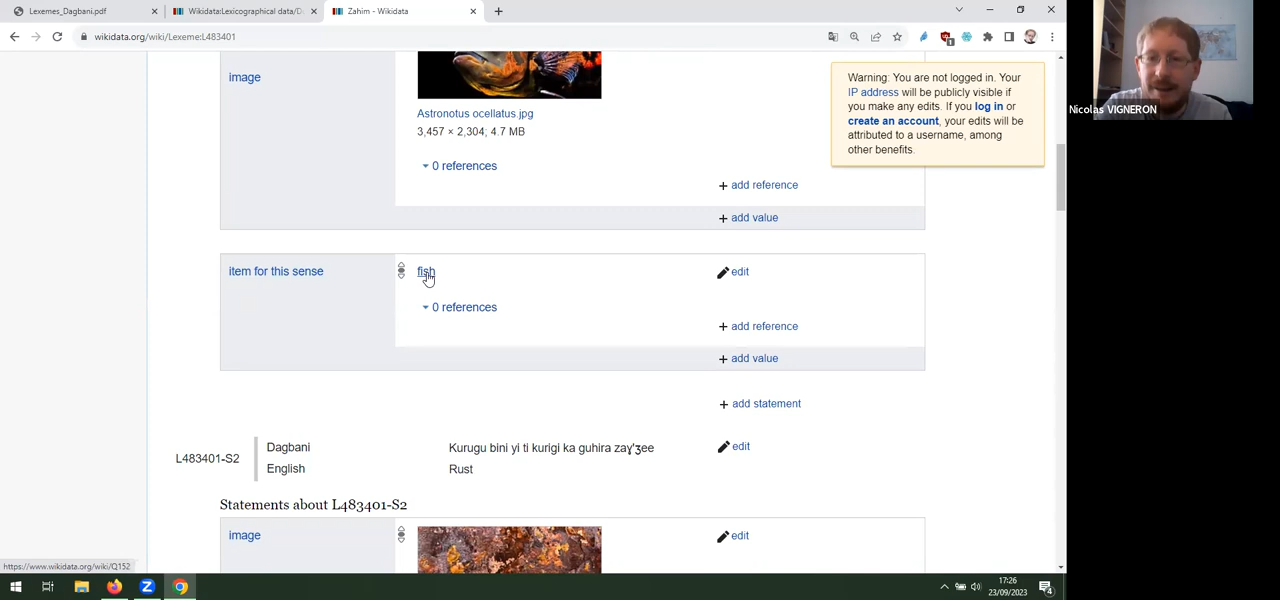 Lexemes_Dagbani.pdf
Wikidata:Lexicographical data/D
Zahim - Wikidata
wikidata.org/wiki/Lexeme:L483401
image
Astronotus ocellatus.jpg
3,457 × 2,304; 4.7 MB
0 references
+ add reference
+ add value
Warning: You are not logged in. Your
IP address will be publicly visible if
you make any edits. If you log in or
create an account, your edits will be
attributed to a username, among
other benefits.
Nicolas VIGNERON
item for this sense
fish
edit
0 references
+ add reference
+ add value
+ add statement
L483401-S2
Dagbani
Kurugu bini yi ti kurigi ka guhira zaɣ'ʒee
edit
English
Rust
Statements about L483401-S2
image
edit
https://www.wikidata.org/wiki/Q152
17:26
23/09/2023